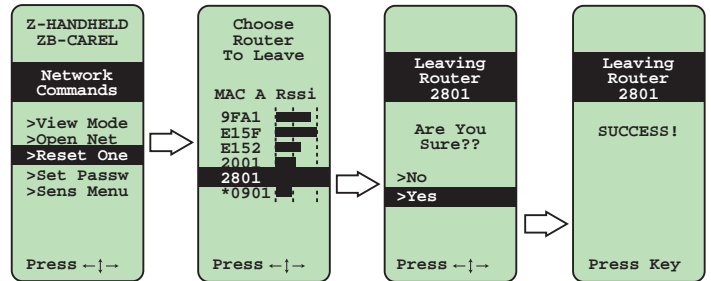 Z-HANDHELD
ZB-CAREL
Network
Commands
>View Mode
>Open Net
>Reset One
>Set Passw
>Sens Menu
Press ←↕→
Choose
Router
To Leave
MAC A Rssi
9FA1
E15F
E152
2001
2801
*0901
Press ←↕→
Leaving
Router
2801
Are You
Sure??
>No
>Yes
Press ←↕→
Leaving
Router
2801
SUCCESS!
Press Key